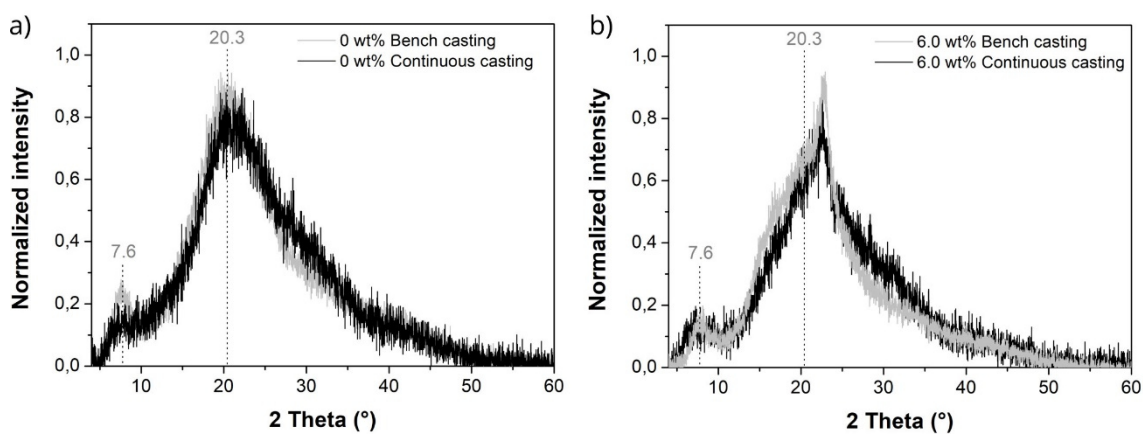 a)
20.3
0 wt% Bench casting
0 wt% Continuous casting
7.6
1,0
0,8
0,6
0,4
0,2
0,0
Normalized intensity
10
20
30
40
50
60
2 Theta (°)
b)
20.3
6.0 wt% Bench casting
6.0 wt% Continuous casting
7.6
1,0
0,8
0,6
0,4
0,2
0,0
Normalized intensity
10
20
30
40
50
60
2 Theta (°)